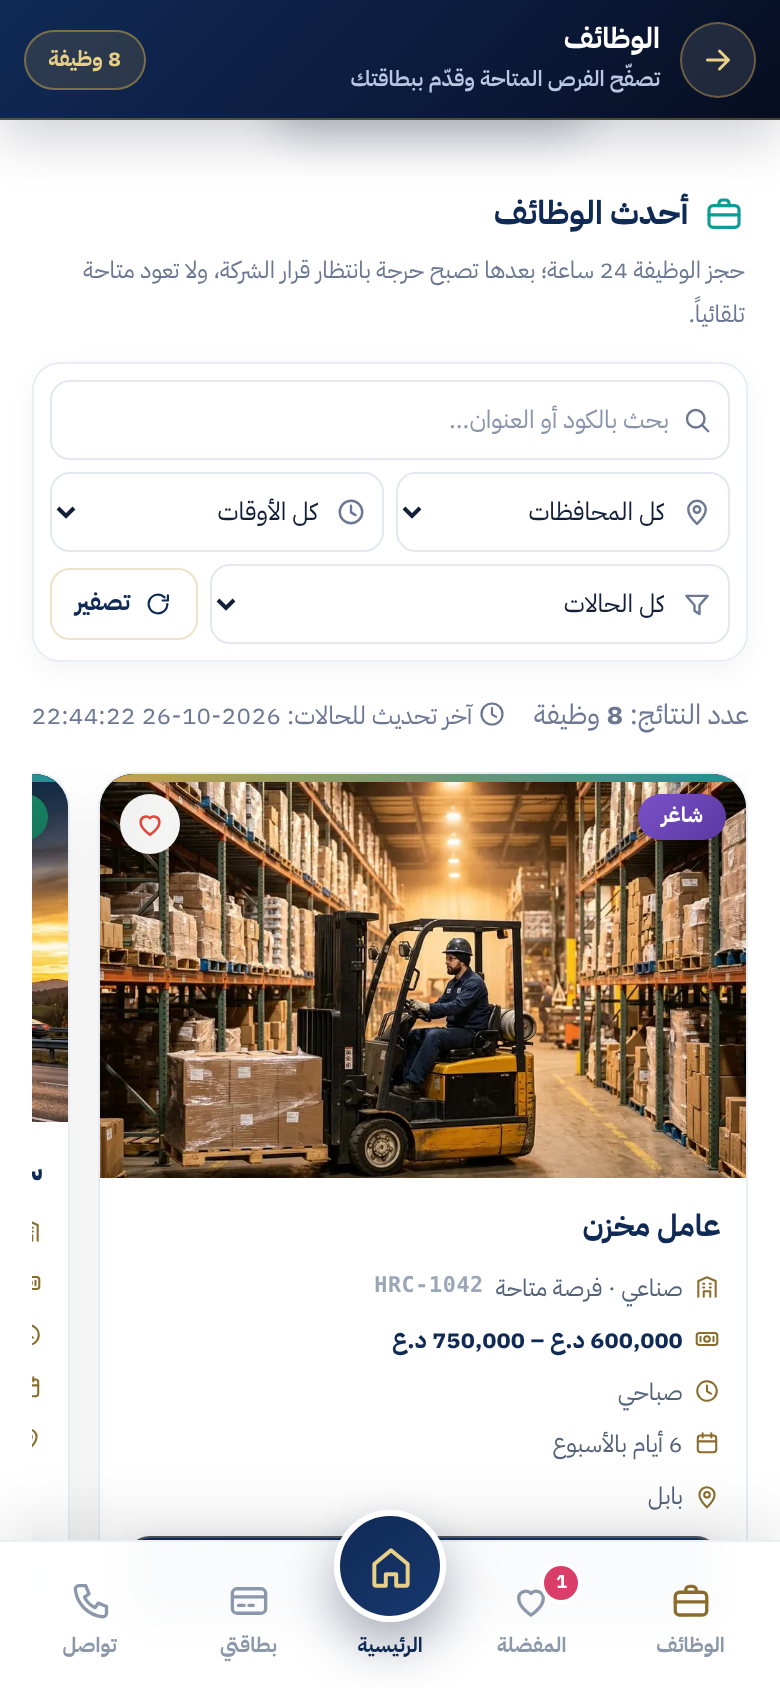 الوظائف
تصفّح الفرص المتاحة وقدّم ببطاقتك
8 وظيفة
أحدث الوظائف
حجز الوظيفة 24 ساعة؛ بعدها تصبح حرجة بانتظار قرار الشركة، ولا تعود متاحة
تلقائياً.
بحث بالكود أو العنوان...
كل المحافظات
كل الأوقات
كل الحالات
تصفير
عدد النتائج: 8 وظيفة
آخر تحديث للحالات: 2026-10-26 22:44:22
شاغر
عامل مخزن
صناعي · فرصة متاحة HRC-1042
600,000 د.ع – 750,000 د.ع
صباحي
6 أيام بالأسبوع
بابل
الوظائف
1
المفضلة
الرئيسية
بطاقتي
تواصل